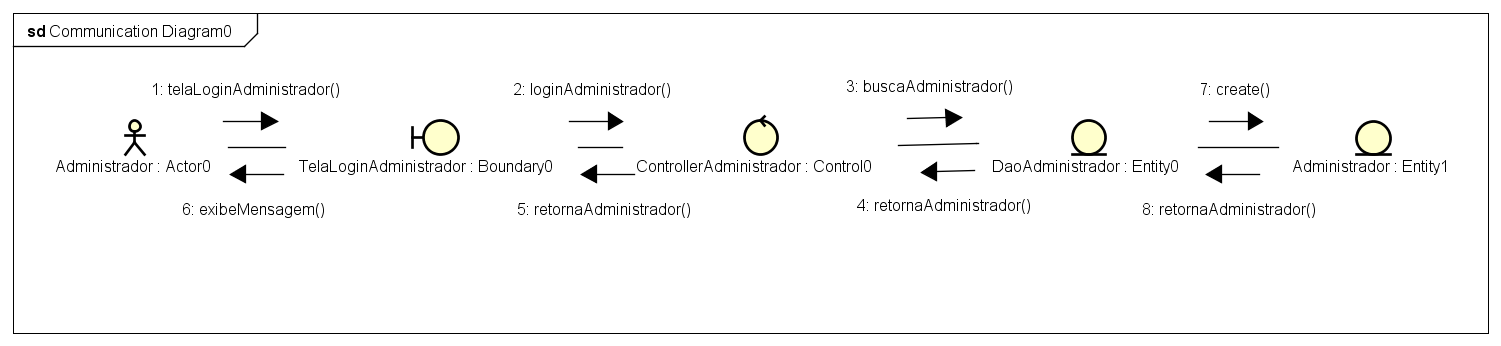 sd Communication Diagram0
1: telaLoginAdministrador()
2: loginAdministrador()
3: buscaAdministrador()
7: create()
Administrador : Actor0
TelaLoginAdministrador : Boundary0
ControllerAdministrador : Control0
DaoAdministrador : Entity0
Administrador : Entity1
6: exibeMensagem()
5: retornaAdministrador()
4: retornaAdministrador()
8: retornaAdministrador()